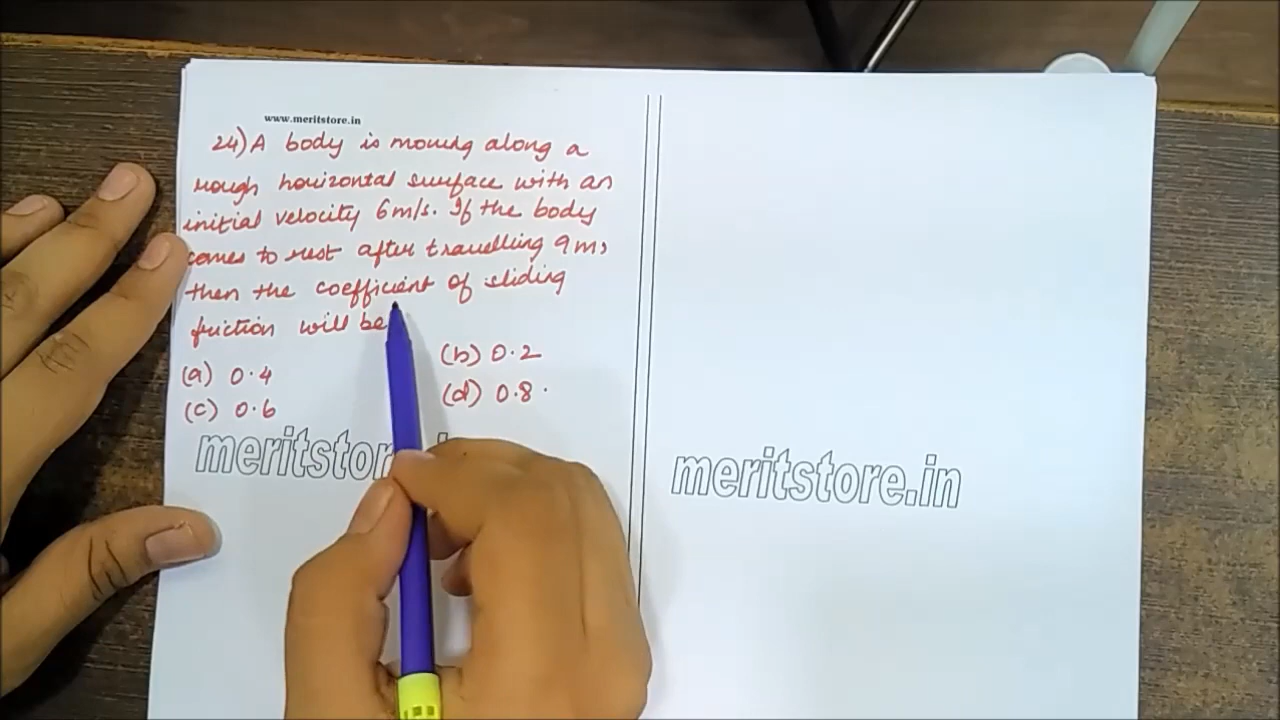 www.meritstore.in
24) A body is moving along a
rough horizontal surface with an
initial velocity 6m/s. If the body
comes to rest after travelling 9m,
then the coefficient of sliding
friction will be
(a) 0.4 (b) 0.2
(c) 0.6 (d) 0.8.
meritstore.in